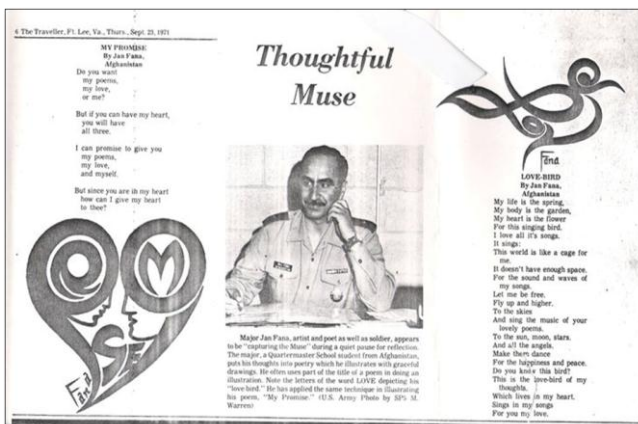 6 The Traveller, Ft. Lee, Va., Thurs., Sept. 23, 1971
MY PROMISE
By Jan Fana,
Afghanistan
Do you want
my poems,
my love,
or me?
But if you can have my heart,
you will have
all three.
I can promise to give you
my poems,
my love,
and myself.
But since you are in my heart
how can I give my heart
to thee?
Fana
Thoughtful
Muse
Major Jan Fana, artist and poet as well as soldier, appears
to be "capturing the Muse" during a quiet pause for reflection.
The major, a Quartermaster School student from Afghanistan,
puts his thoughts into poetry which he illustrates with graceful
drawings. He often uses part of the title of a poem in doing an
illustration. Note the letters of the word LOVE depicting his
"love bird." He has applied the same technique in illustrating
his poem, "My Promise." (U.S. Army Photo by SP5 M.
Warren)
Fana
LOVE-BIRD
By Jan Fana,
Afghanistan
My life is the spring,
My body is the garden,
My heart is the flower
For this singing bird.
I love all it's songs.
It sings:
This world is like a cage for
me.
It doesn't have enough space.
For the sound and waves of
my songs.
Let me be free.
Fly up and higher.
To the skies
And sing the music of your
lovely poems.
To the sun, moon, stars.
And all the angels,
Make them dance
For the happiness and peace.
Do you know this bird?
This is the love-bird of my
thoughts.
Which lives in my heart.
Sings in my songs
For you my love.